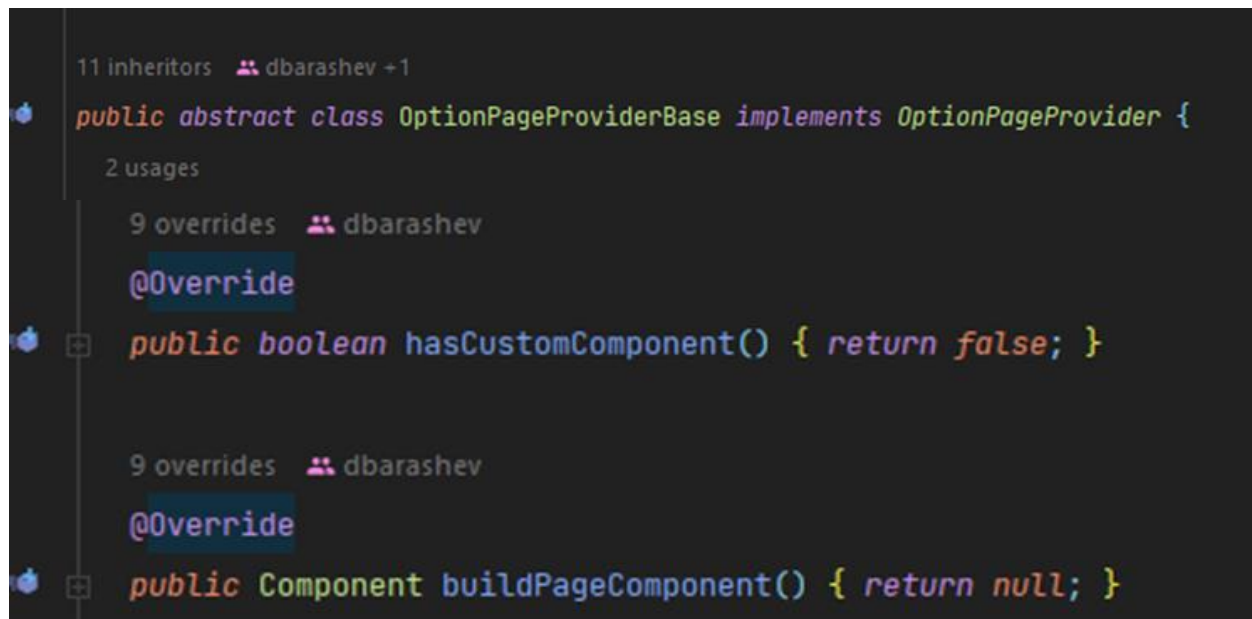 11 inheritors dbarashev +1
public abstract class OptionPageProviderBase implements OptionPageProvider {
2 usages
9 overrides dbarashev
@Override
public boolean hasCustomComponent() { return false; }
9 overrides dbarashev
@Override
public Component buildPageComponent() { return null; }